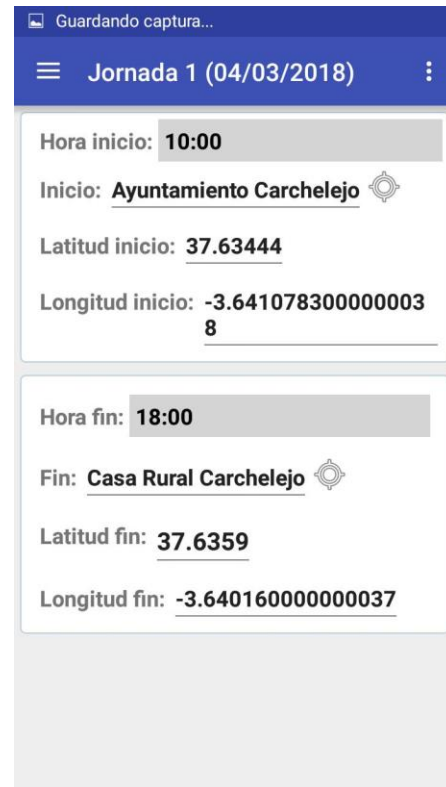 Guardando captura...
Jornada 1 (04/03/2018)
Hora inicio: 10:00
Inicio: Ayuntamiento Carchelejo
Latitud inicio: 37.63444
Longitud inicio: -3.641078300000003
8
Hora fin: 18:00
Fin: Casa Rural Carchelejo
Latitud fin: 37.6359
Longitud fin: -3.640160000000037